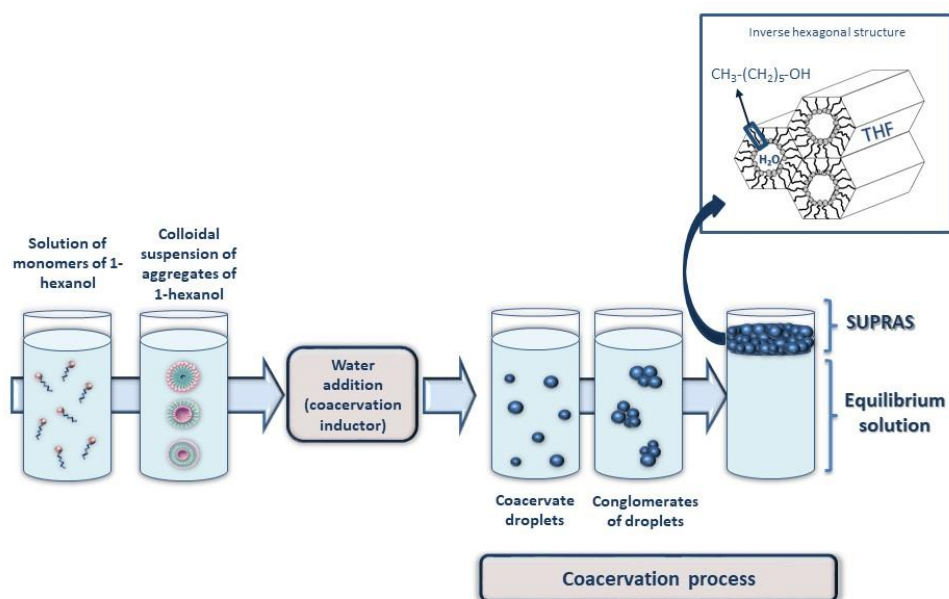 Inverse hexagonal structure
CH₃-(CH₂)₅-OH
THF
H₂O
Solution of
monomers of 1-
hexanol
Colloidal
suspension of
aggregates of
1-hexanol
Water
addition
(coacervation
inductor)
SUPRAS
Equilibrium
solution
Coacervate
droplets
Conglomerates
of droplets
Coacervation process